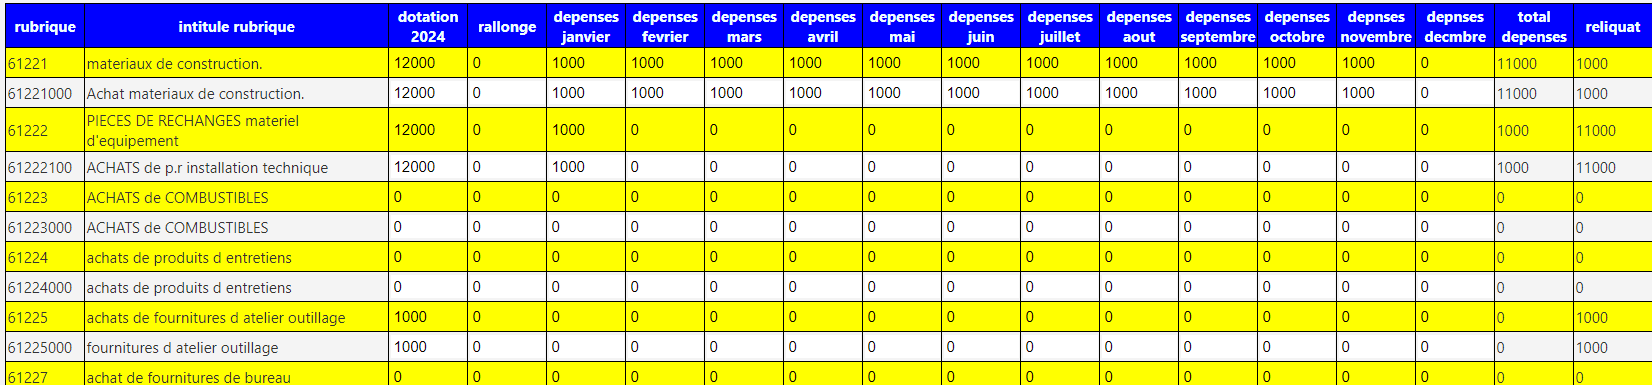 rubrique intitule rubrique dotation 2024 rallonge depenses janvier depenses fevrier depenses mars depenses avril depenses mai depenses juin depenses juillet depenses aout depenses septembre depenses octobre depnses novembre depnses decmbre total depenses reliquat
61221 materiaux de construction. 12000 0 1000 1000 1000 1000 1000 1000 1000 1000 1000 1000 1000 0 11000 1000
61221000 Achat materiaux de construction. 12000 0 1000 1000 1000 1000 1000 1000 1000 1000 1000 1000 1000 0 11000 1000
61222 PIECES DE RECHANGES materiel d'equipement 12000 0 1000 0 0 0 0 0 0 0 0 0 0 0 1000 11000
61222100 ACHATS de p.r installation technique 12000 0 1000 0 0 0 0 0 0 0 0 0 0 0 1000 11000
61223 ACHATS de COMBUSTIBLES 0 0 0 0 0 0 0 0 0 0 0 0 0 0 0 0
61223000 ACHATS de COMBUSTIBLES 0 0 0 0 0 0 0 0 0 0 0 0 0 0 0 0
61224 achats de produits d entretiens 0 0 0 0 0 0 0 0 0 0 0 0 0 0 0 0
61224000 achats de produits d entretiens 0 0 0 0 0 0 0 0 0 0 0 0 0 0 0 0
61225 achats de fournitures d atelier outillage 1000 0 0 0 0 0 0 0 0 0 0 0 0 0 0 1000
61225000 fournitures d atelier outillage 1000 0 0 0 0 0 0 0 0 0 0 0 0 0 0 1000
61227 achat de fournitures de bureau 0 0 0 0 0 0 0 0 0 0 0 0 0 0 0 0